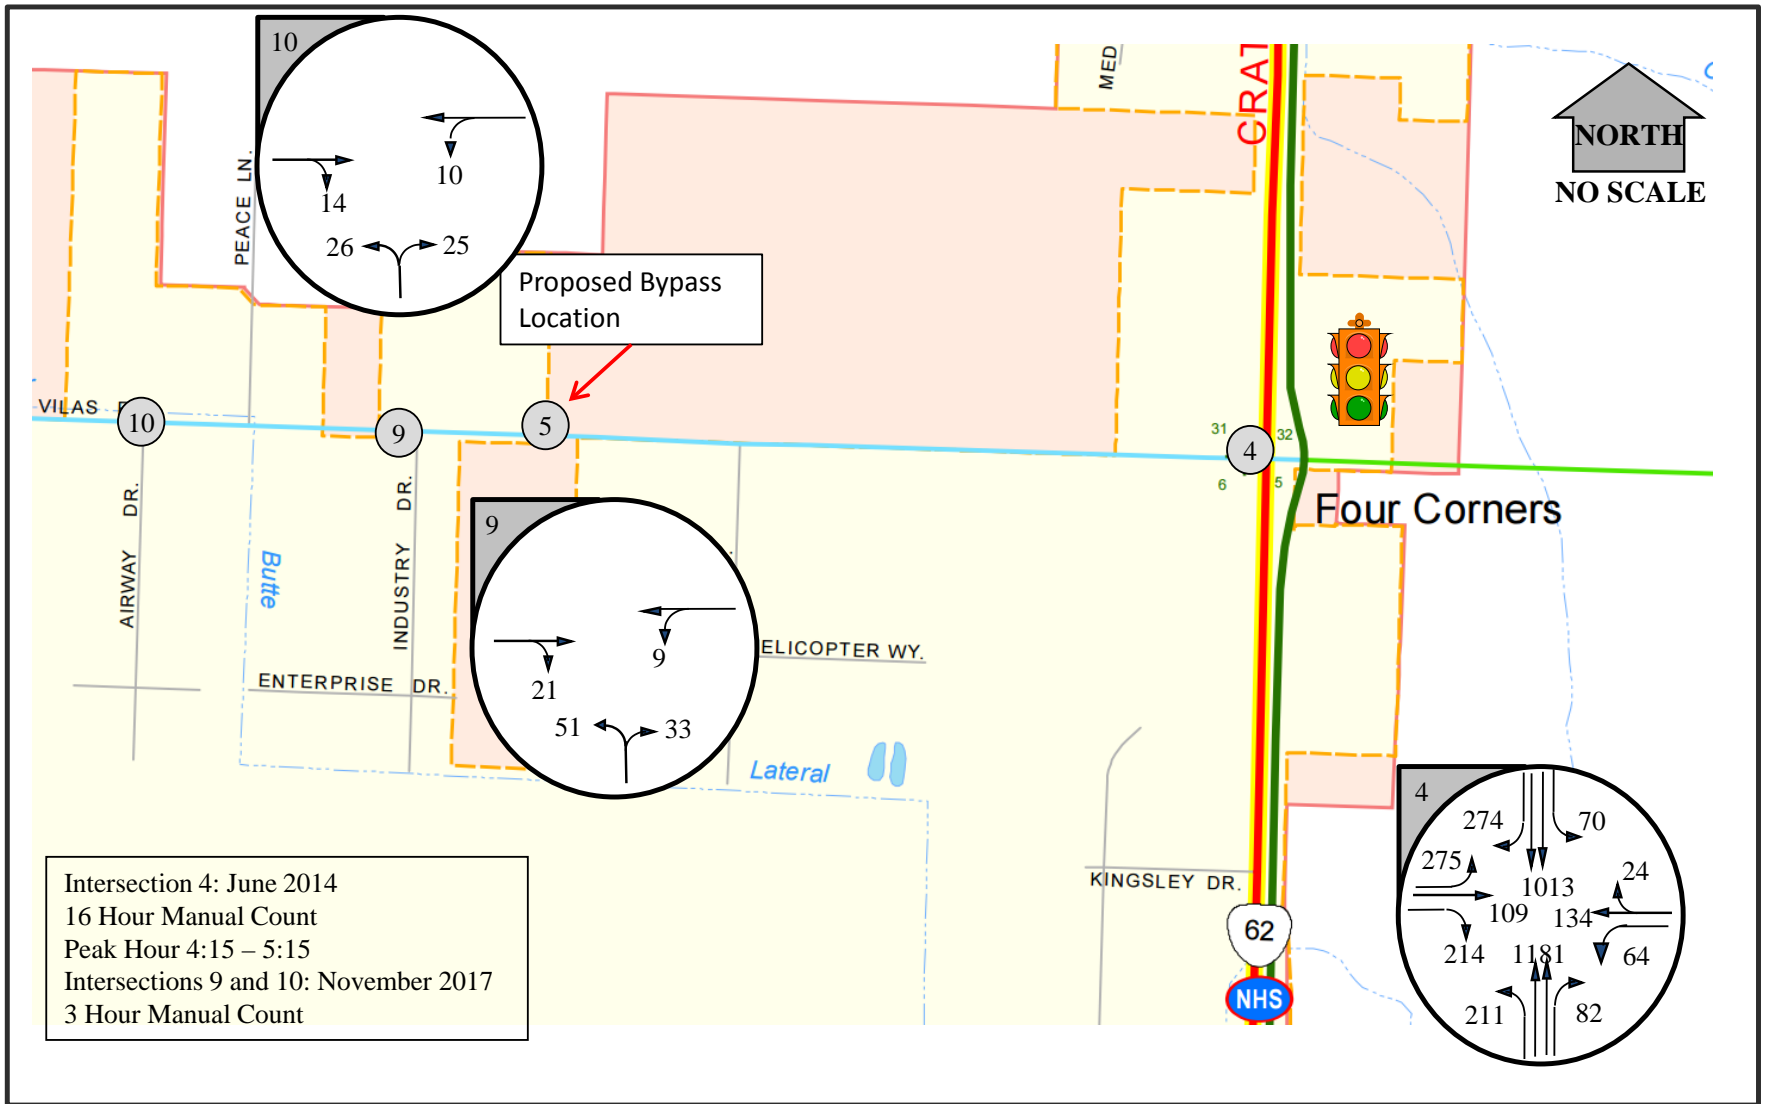 10
10
14
26
25
MED
CRAT
NORTH
NO SCALE
PEACE LN.
Proposed Bypass
Location
VILAS
10
9
5
31
32
4
6
5
Four Corners
AIRWAY DR.
Butte
INDUSTRY DR.
ENTERPRISE DR.
9
9
21
51
33
ELICOPTER WY.
Lateral
KINGSLEY DR.
62
NHS
4
274
70
275
24
1013
109
134
214
1181
64
211
82
Intersection 4: June 2014
16 Hour Manual Count
Peak Hour 4:15 – 5:15
Intersections 9 and 10: November 2017
3 Hour Manual Count